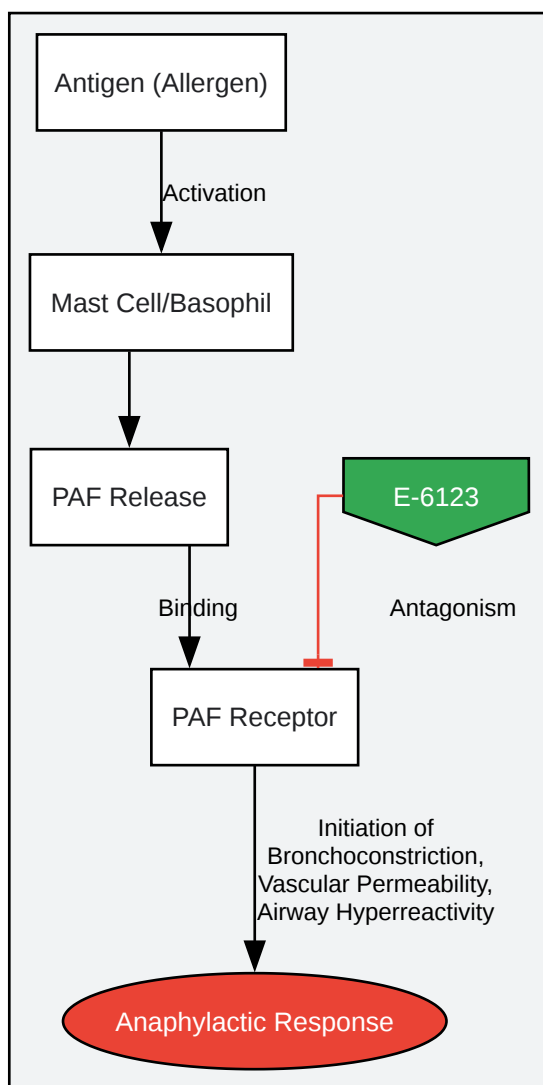 Antigen (Allergen)
Activation
Mast Cell/Basophil
PAF Release
E-6123
Binding
Antagonism
PAF Receptor
Initiation of
Bronchoconstriction,
Vascular Permeability,
Airway Hyperreactivity
Anaphylactic Response